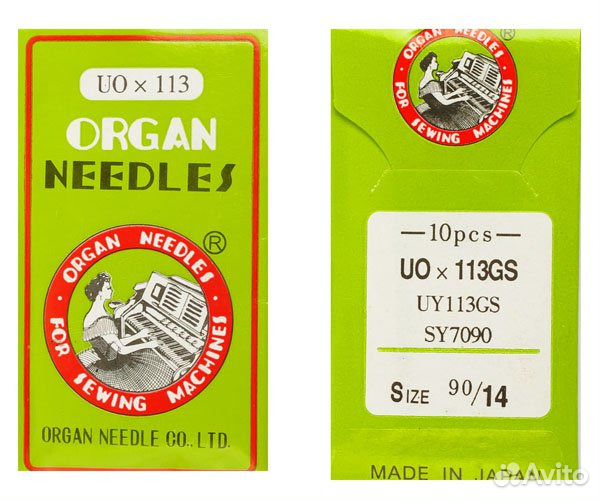 UO × 113
ORGAN
NEEDLES
®
· ORGAN NEEDLES ·
FOR SEWING MACHINES
ORGAN NEEDLE CO., LTD.
ORGAN NEEDLES
FOR SEWING MACHINES
®
—10pcs—
UO × 113GS
UY113GS
SY7090
SIZE 90/14
MADE IN JAPAN
Avito